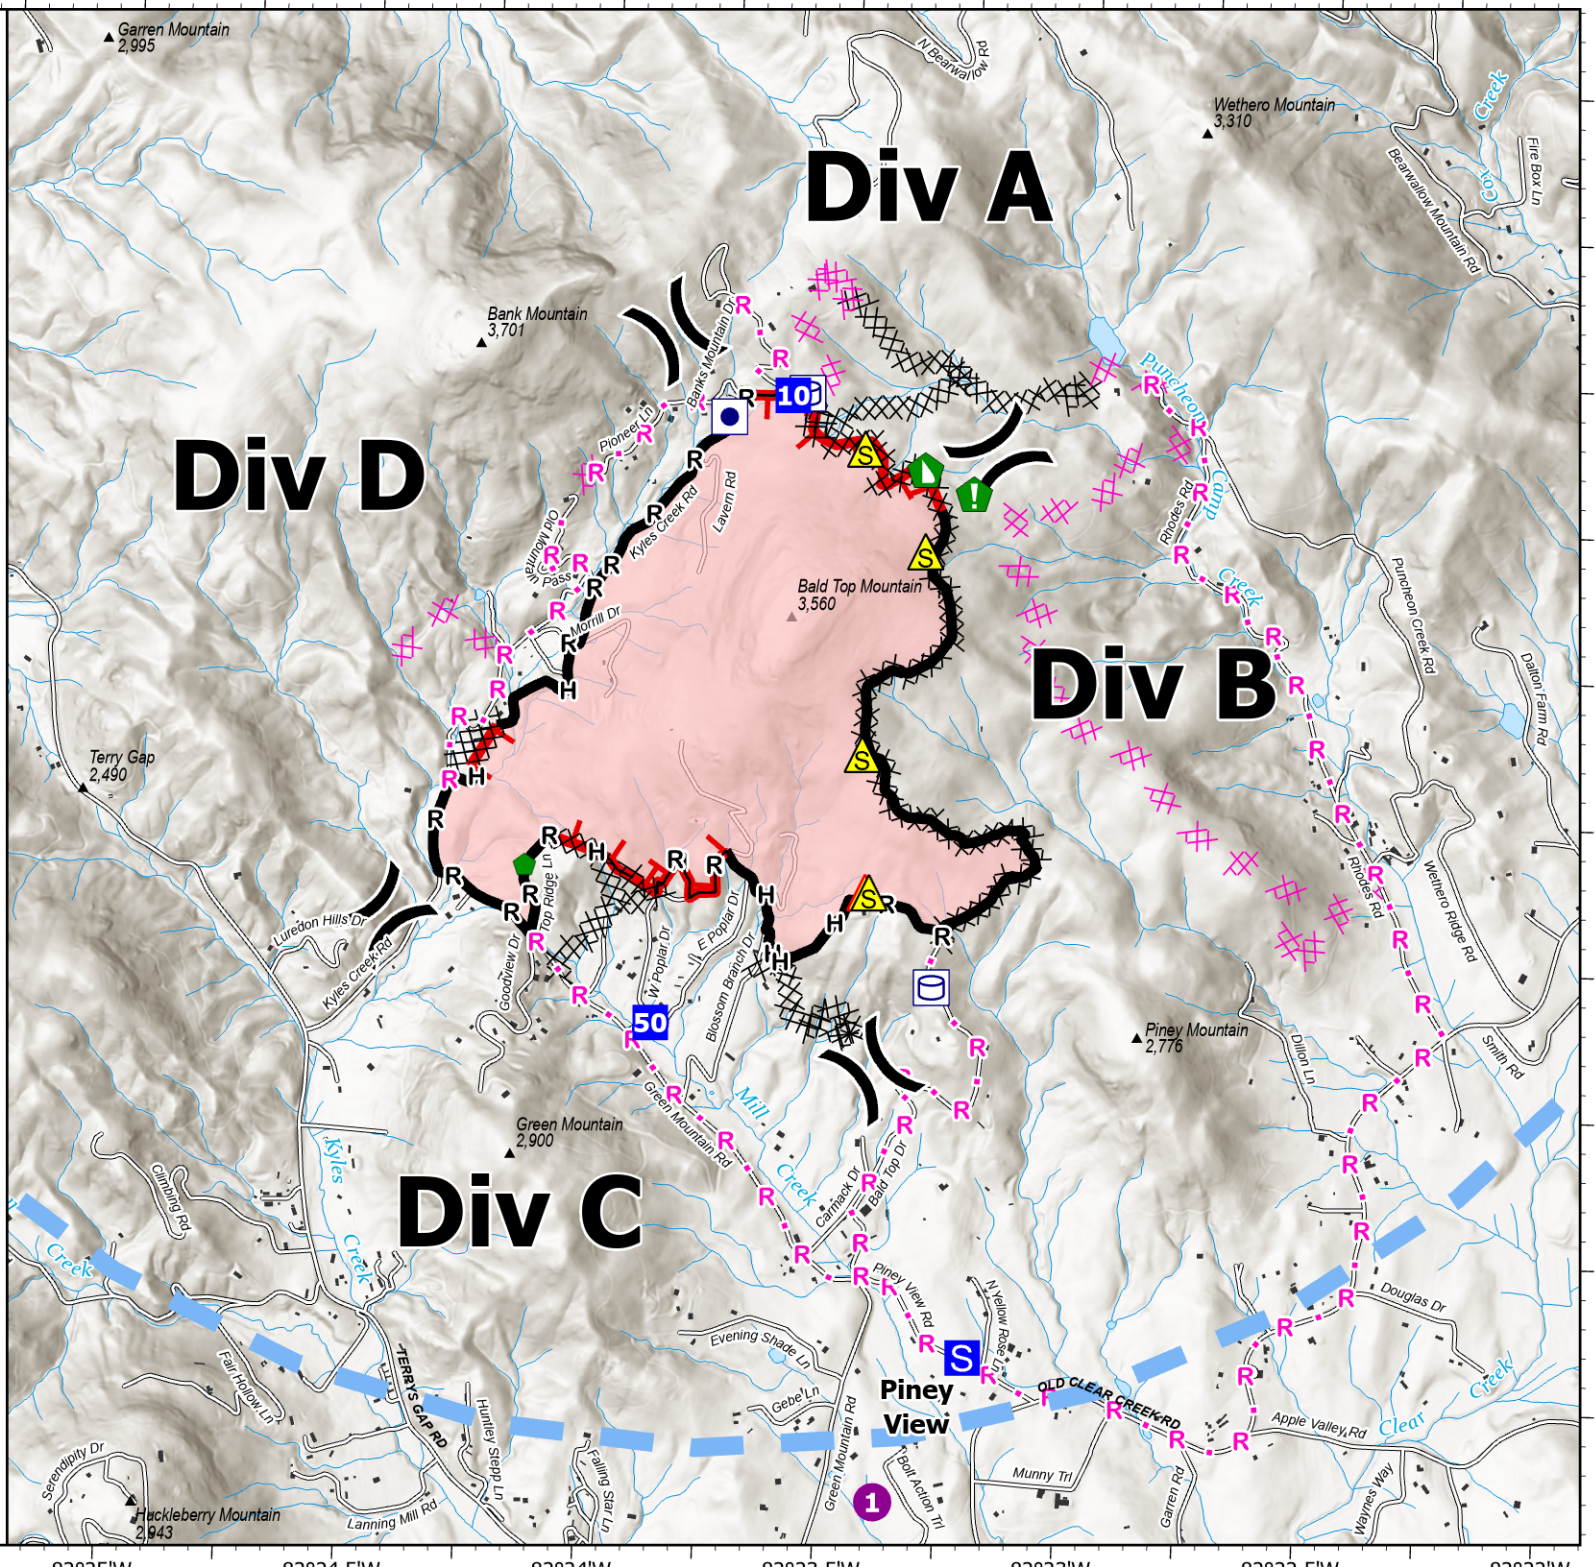 Garren Mountain
2,995
N Bearwallow Rd
Wethero Mountain
3,310
Creek
Cox
Fire Box Ln
Bearwallow Mountain Rd
Div A
Bank Mountain
3,701
Banks Mountain Dr
10
Puncheon
Camp
Creek
Pioneer Ln
Div D
Kyles Creek Rd
Lavern Rd
Rhodes Rd
Old Mountain
Pass
Morrill Dr
Bald Top Mountain
3,560
Puncheon Creek Rd
Div B
Dalton Farm Rd
Terry Gap
2,490
Top Ridge Ln
Rhodes Rd
Wethero Ridge Rd
Luredon Hills Dr
Kyles Creek Rd
Goodview Dr
W Poplar Dr
E Poplar Dr
Blossom Branch Dr
50
Piney Mountain
2,776
Dillon Ln
Smith Rd
Green Mountain Rd
Mill
Creek
Green Mountain
2,900
Kyles
Creek
Climbing Rd
Div C
Carmack Dr
Bald Top Dr
Creek
Piney View Rd
N Yellow Rose Ln
Douglas Dr
S
Piney
View
Evening Shade Ln
Gebe Ln
Green Mountain Rd
OLD CLEAR CREEK RD
Apple Valley Rd
Clear
Creek
Fair Hollow Ln
TERRYS GAP RD
Huntley Stepp Ln
Falling Star Ln
Serendipity Dr
Lanning Mill Rd
Huckleberry Mountain
2,943
1
Bolt Action Trl
Munny Trl
Garren Rd
Waynes Way